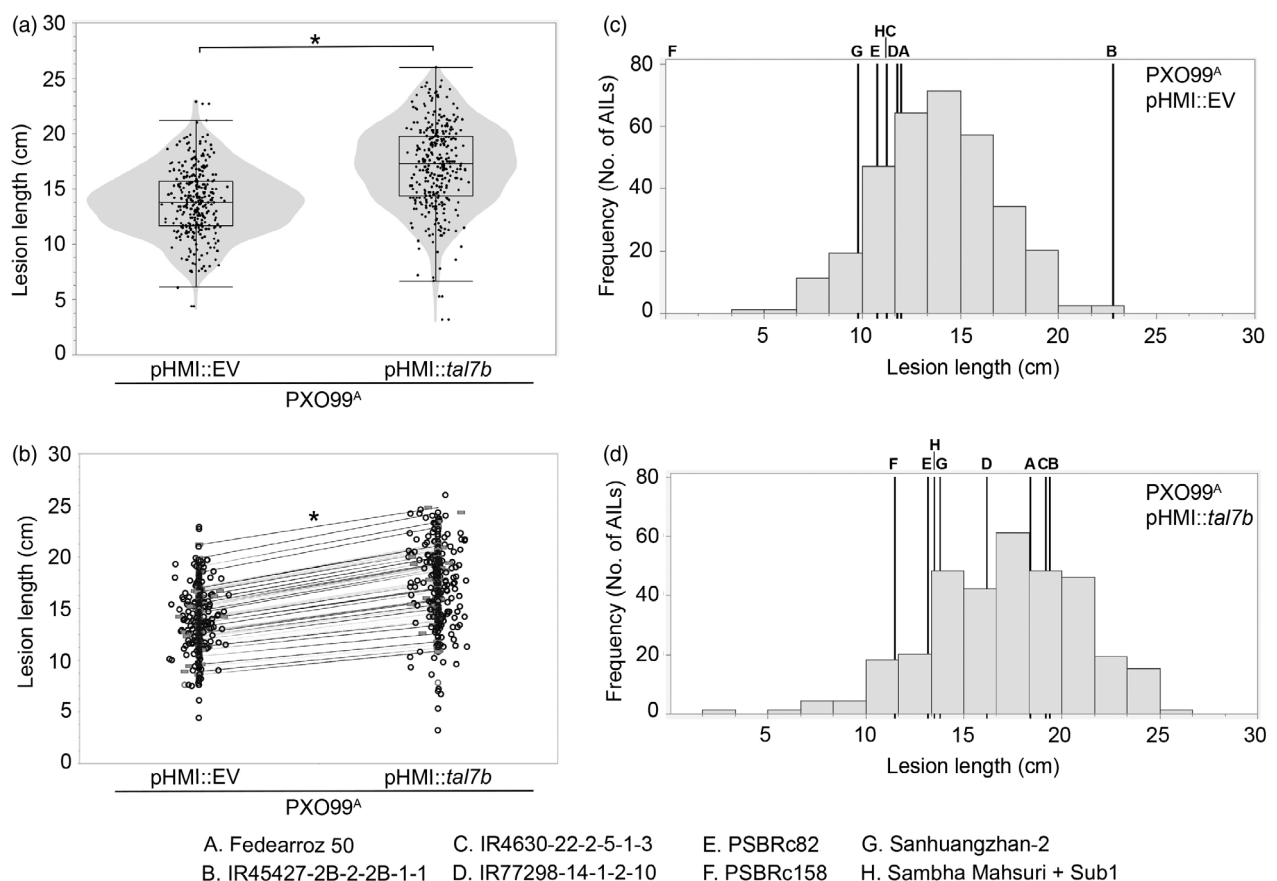 (a)
30
25
20
15
10
5
0
Lesion length (cm)
*
pHMI::EV
pHMI::tal7b
PXO99ᴬ
(b)
30
25
20
15
10
5
0
Lesion length (cm)
*
pHMI::EV
pHMI::tal7b
PXO99ᴬ
(c)
F
G
E
HC
DA
B
80
60
40
20
0
Frequency (No. of AILs)
PXO99ᴬ
pHMI::EV
5
10
15
20
25
30
Lesion length (cm)
(d)
F
E
H
G
D
A
CB
80
60
40
20
0
Frequency (No. of AILs)
PXO99ᴬ
pHMI::tal7b
5
10
15
20
25
30
Lesion length (cm)
A. Fedearroz 50
C. IR4630-22-2-5-1-3
E. PSBRc82
G. Sanhuangzhan-2
B. IR45427-2B-2-2B-1-1
D. IR77298-14-1-2-10
F. PSBRc158
H. Sambha Mahsuri + Sub1